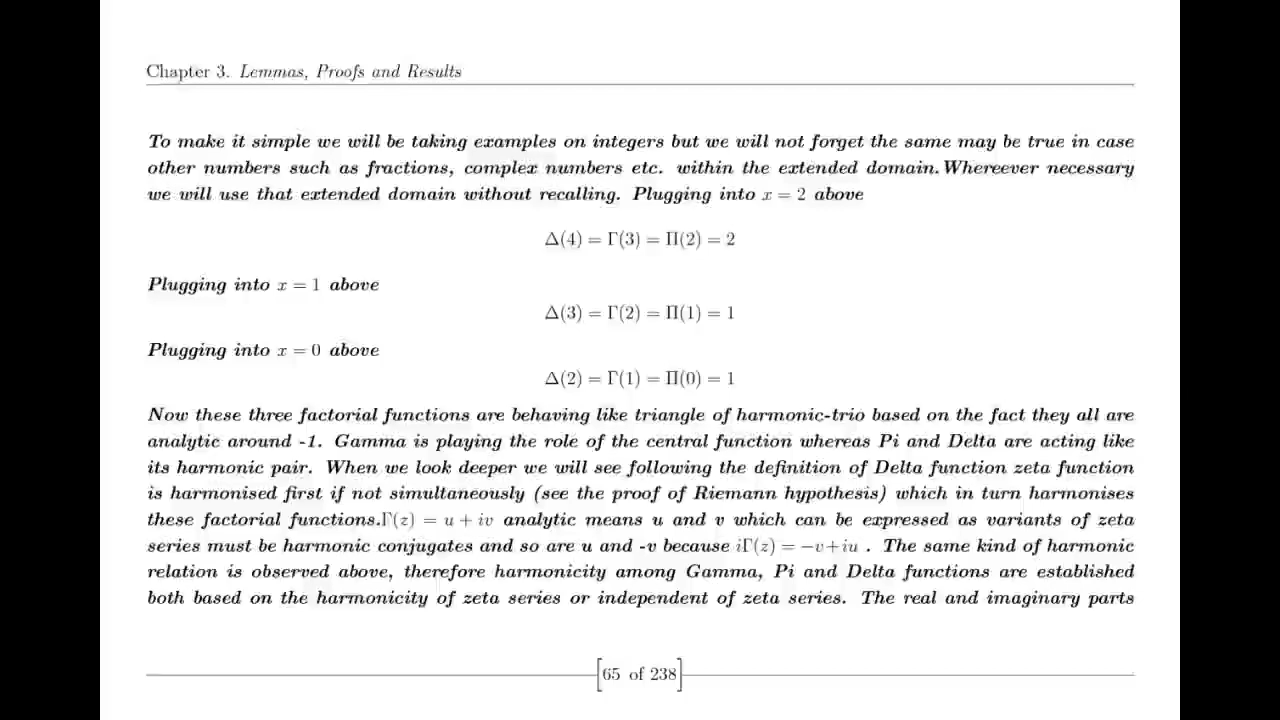 Chapter 3. Lemmas, Proofs and Results
To make it simple we will be taking examples on integers but we will not forget the same may be true in case
other numbers such as fractions, complex numbers etc. within the extended domain.Whereever necessary
we will use that extended domain without recalling. Plugging into x = 2 above
Δ(4) = Γ(3) = Π(2) = 2
Plugging into x = 1 above
Δ(3) = Γ(2) = Π(1) = 1
Plugging into x = 0 above
Δ(2) = Γ(1) = Π(0) = 1
Now these three factorial functions are behaving like triangle of harmonic-trio based on the fact they all are
analytic around -1. Gamma is playing the role of the central function whereas Pi and Delta are acting like
its harmonic pair. When we look deeper we will see following the definition of Delta function zeta function
is harmonised first if not simultaneously (see the proof of Riemann hypothesis) which in turn harmonises
these factorial functions.Γ(z) = u + iv analytic means u and v which can be expressed as variants of zeta
series must be harmonic conjugates and so are u and -v because iΓ(z) = −v+iu . The same kind of harmonic
relation is observed above, therefore harmonicity among Gamma, Pi and Delta functions are established
both based on the harmonicity of zeta series or independent of zeta series. The real and imaginary parts
[65 of 238]